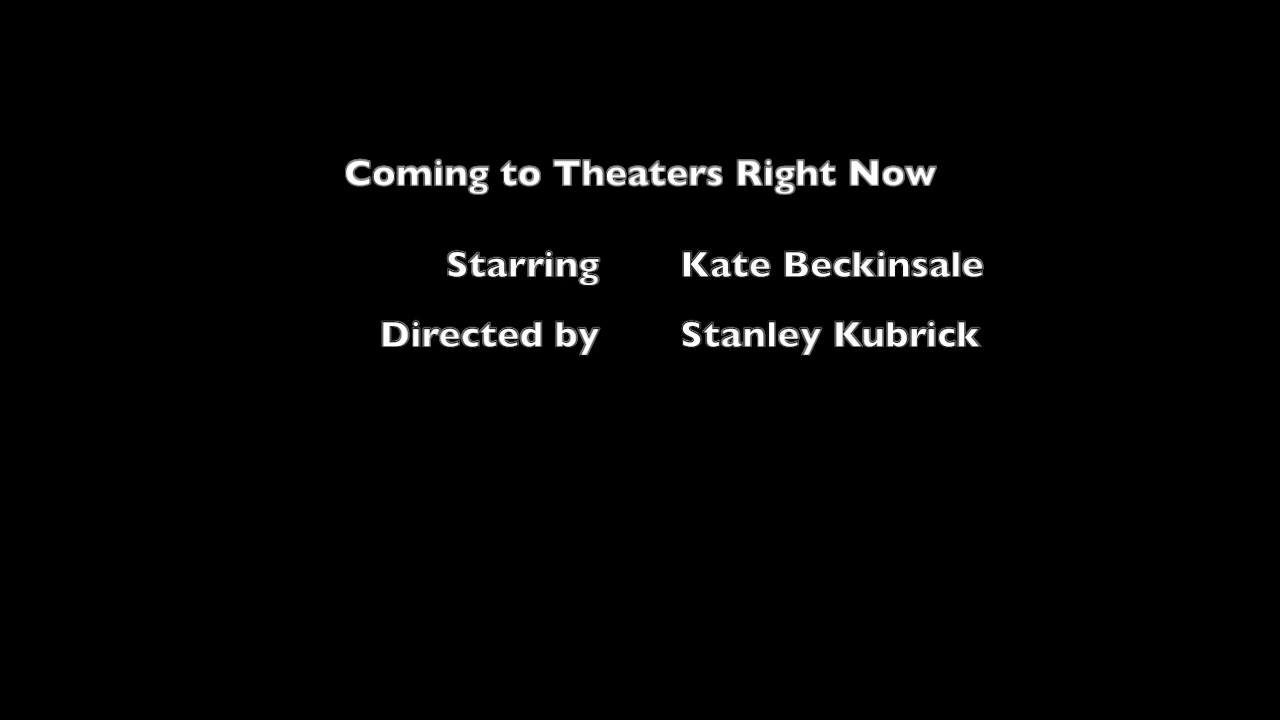 Coming to Theaters Right Now
Starring Kate Beckinsale
Directed by Stanley Kubrick